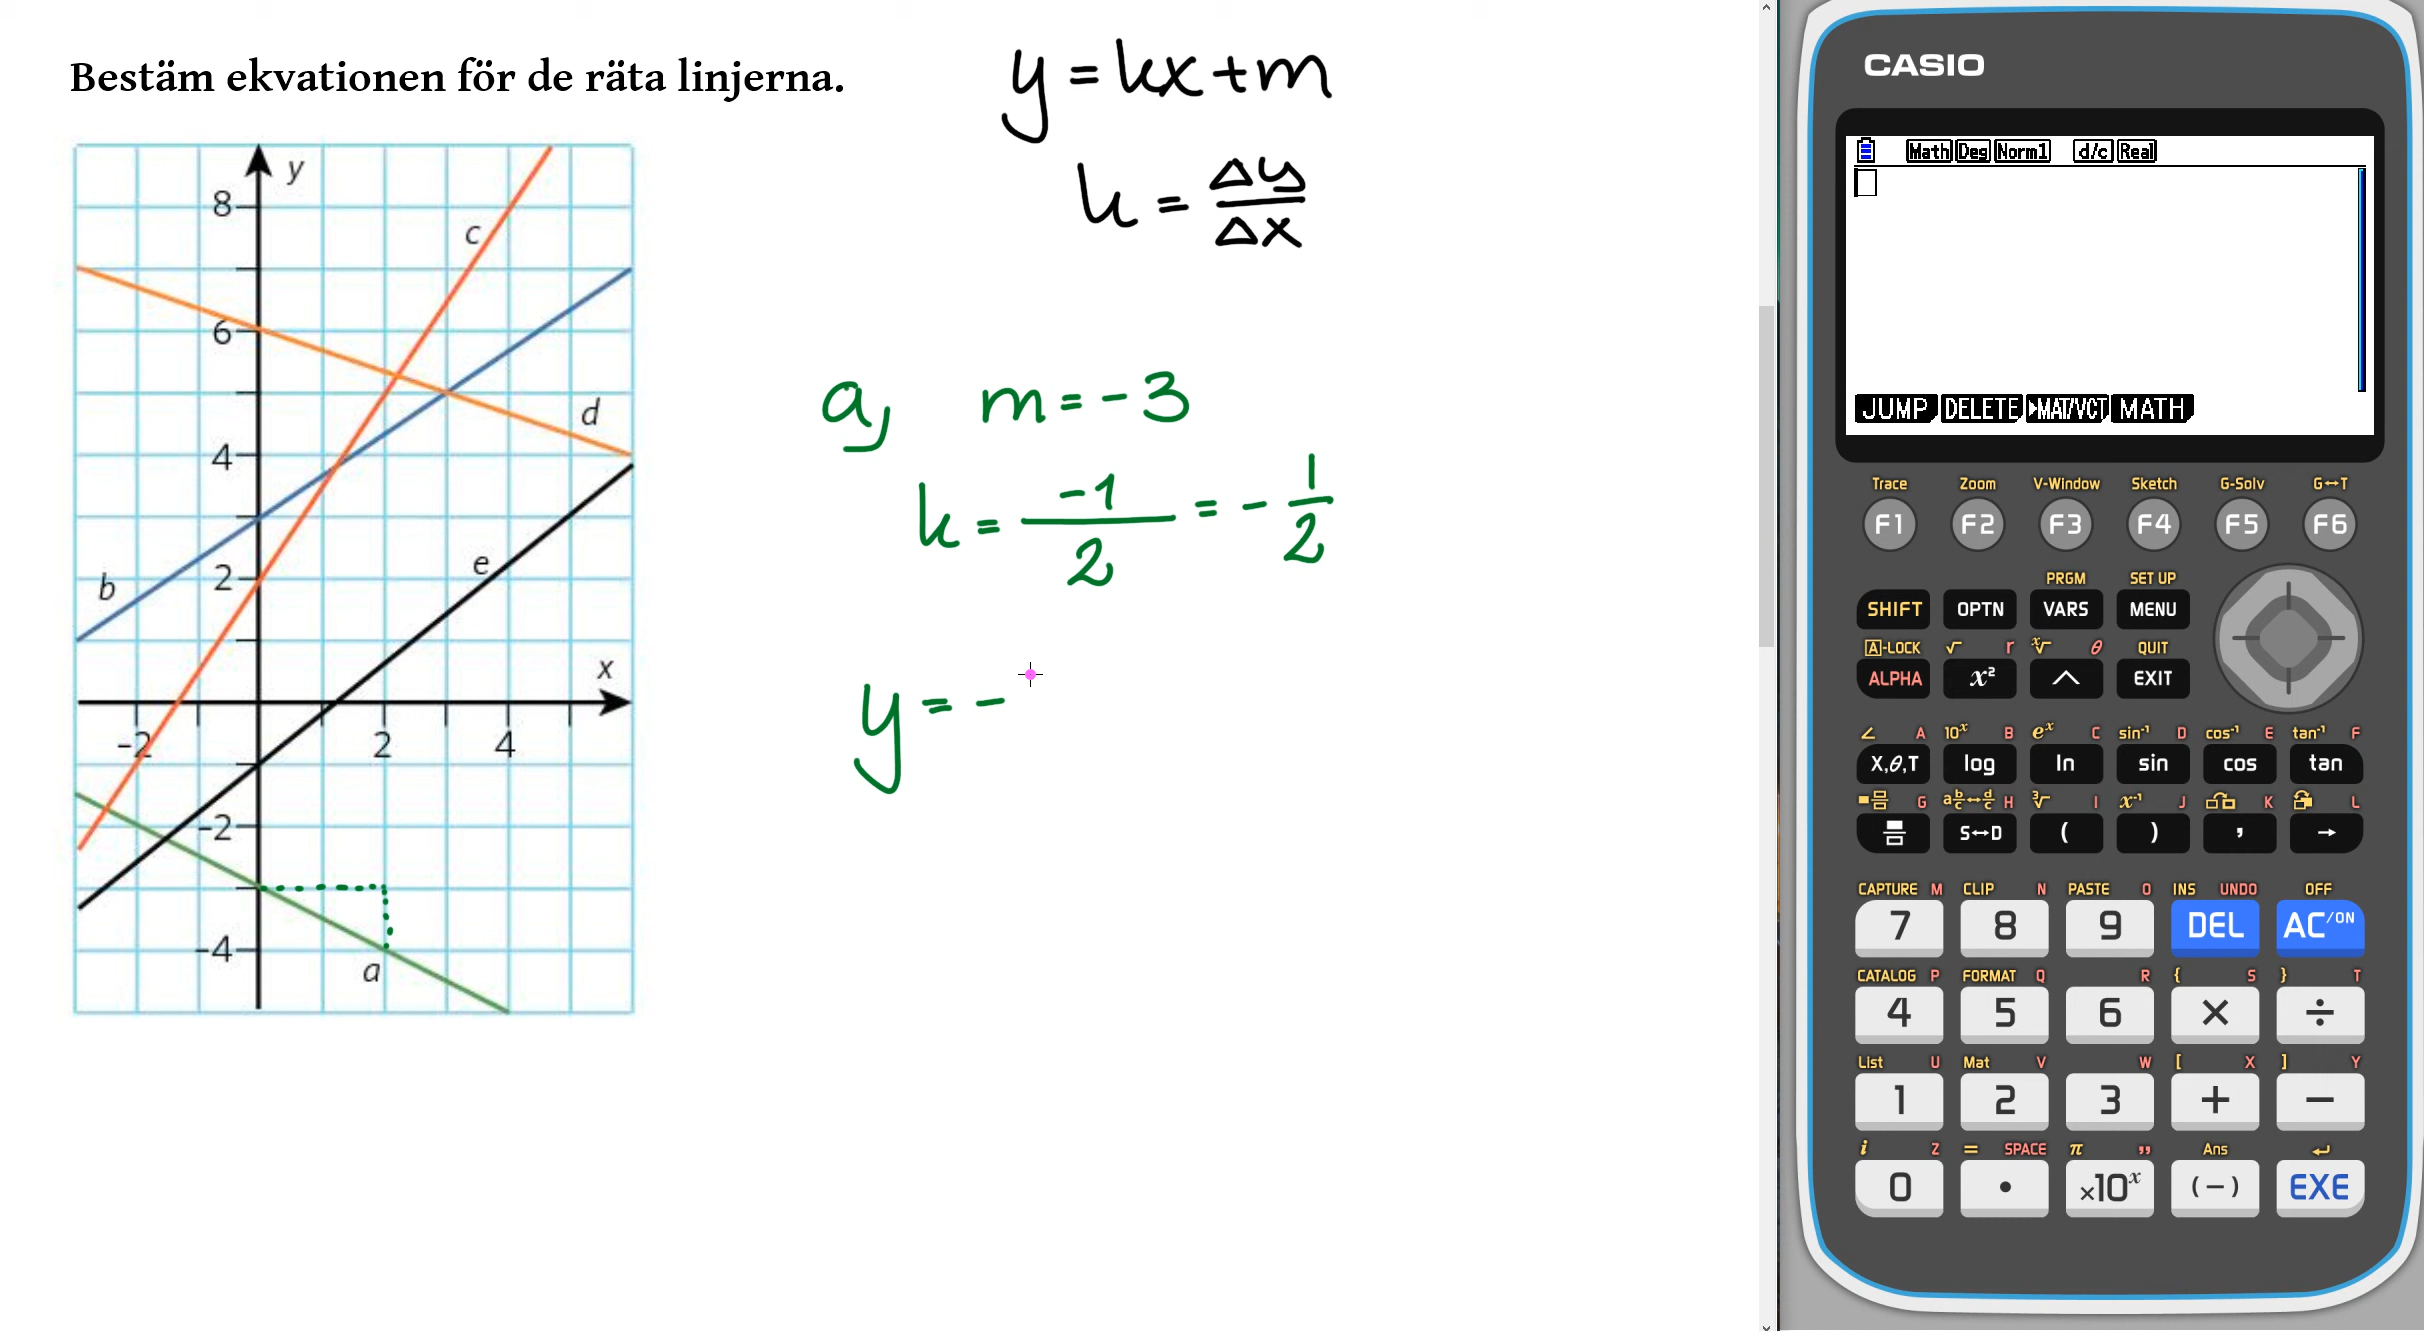 Bestäm ekvationen för de räta linjerna.
y = kx + m
k = Δy/Δx
y
8
c
6
d
4
e
b
2
x
-2 2 4
-2
-4
a
a) m = -3
k = -1/2 = - 1/2
y = -
CASIO
Math Deg Norm1 d/c Real
JUMP DELETE ▶MAT/VCT MATH
Trace Zoom V-Window Sketch G-Solv G↔T
F1 F2 F3 F4 F5 F6
PRGM SET UP
SHIFT OPTN VARS MENU
A-LOCK √ r ˣ√ θ QUIT
ALPHA x² ^ EXIT
∠ A 10ˣ B eˣ C sin⁻¹ D cos⁻¹ E tan⁻¹ F
X,θ,T log ln sin cos tan
G a b/c↔d/c H ³√ I x⁻¹ J K L
S↔D ( ) , →
CAPTURE M CLIP N PASTE O INS UNDO OFF
7 8 9 DEL AC/ON
CATALOG P FORMAT Q R { S } T
4 5 6 × ÷
List U Mat V W [ X ] Y
1 2 3 + −
i Z = SPACE π " Ans ↵
0 • ×10ˣ (−) EXE